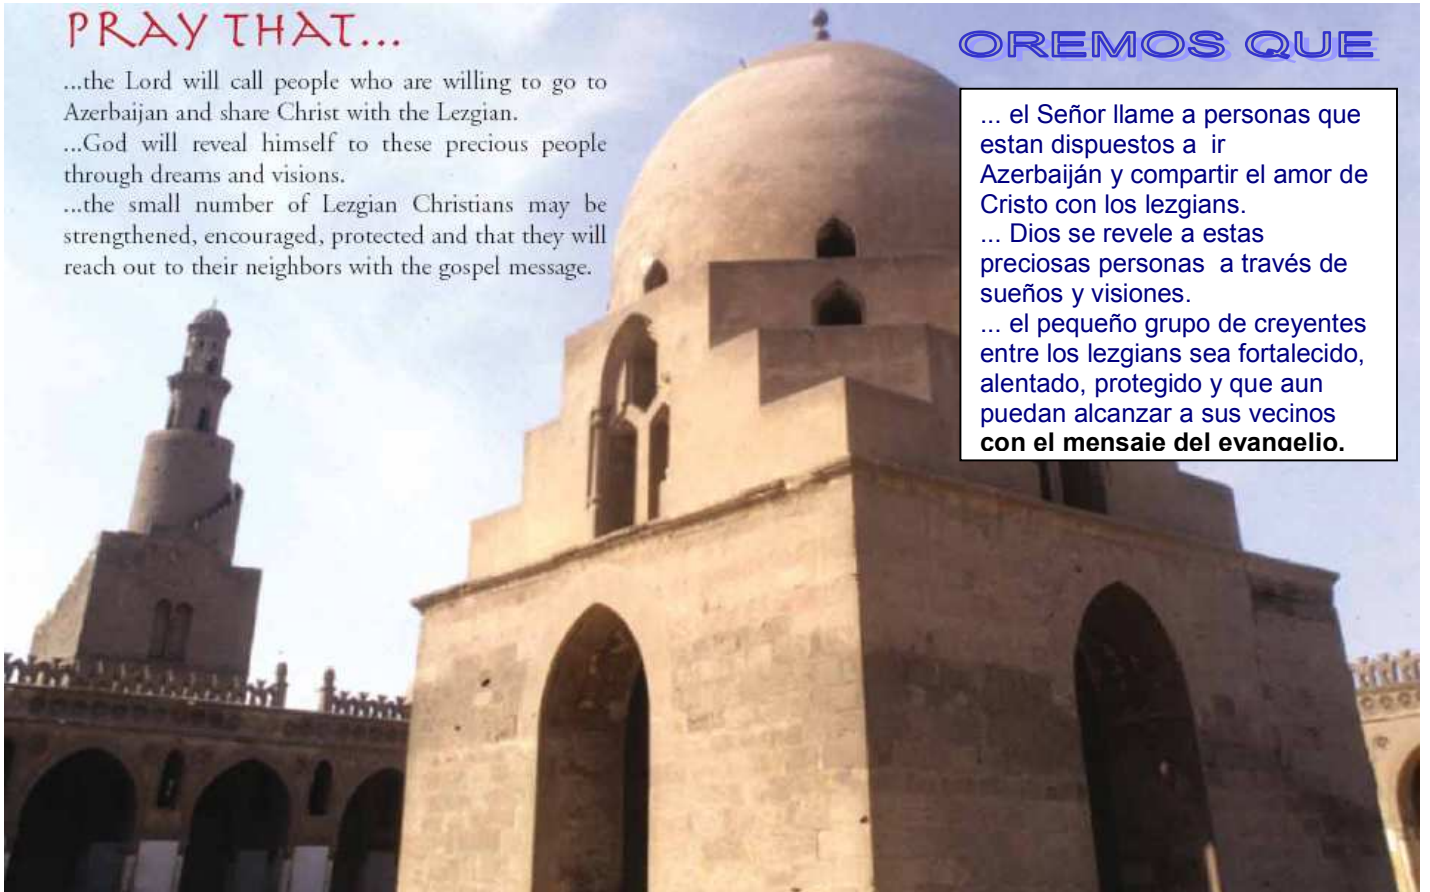 PRAY THAT...
...the Lord will call people who are willing to go to
Azerbaijan and share Christ with the Lezgian.
...God will reveal himself to these precious people
through dreams and visions.
...the small number of Lezgian Christians may be
strengthened, encouraged, protected and that they will
reach out to their neighbors with the gospel message.
OREMOS QUE
... el Señor llame a personas que
estan dispuestos a  ir
Azerbaiján y compartir el amor de
Cristo con los lezgians.
... Dios se revele a estas
preciosas personas  a través de
sueños y visiones.
... el pequeño grupo de creyentes
entre los lezgians sea fortalecido,
alentado, protegido y que aun
puedan alcanzar a sus vecinos
con el mensaje del evangelio.